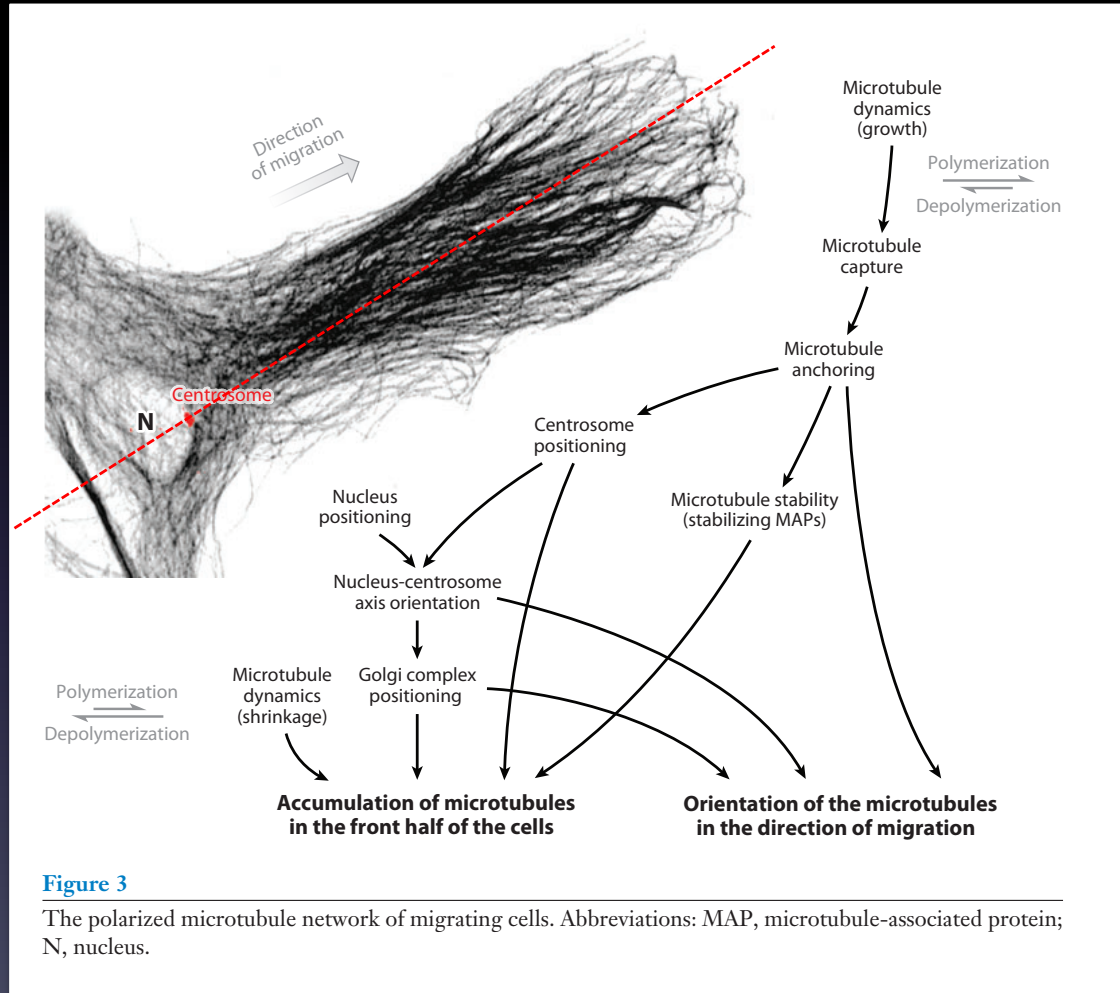 Direction
of migration
Centrosome
N
Microtubule
dynamics
(growth)
Polymerization
Depolymerization
Microtubule
capture
Microtubule
anchoring
Centrosome
positioning
Nucleus
positioning
Microtubule stability
(stabilizing MAPs)
Nucleus-centrosome
axis orientation
Polymerization
Depolymerization
Microtubule
dynamics
(shrinkage)
Golgi complex
positioning
Accumulation of microtubules
in the front half of the cells
Orientation of the microtubules
in the direction of migration
Figure 3
The polarized microtubule network of migrating cells. Abbreviations: MAP, microtubule-associated protein;
N, nucleus.